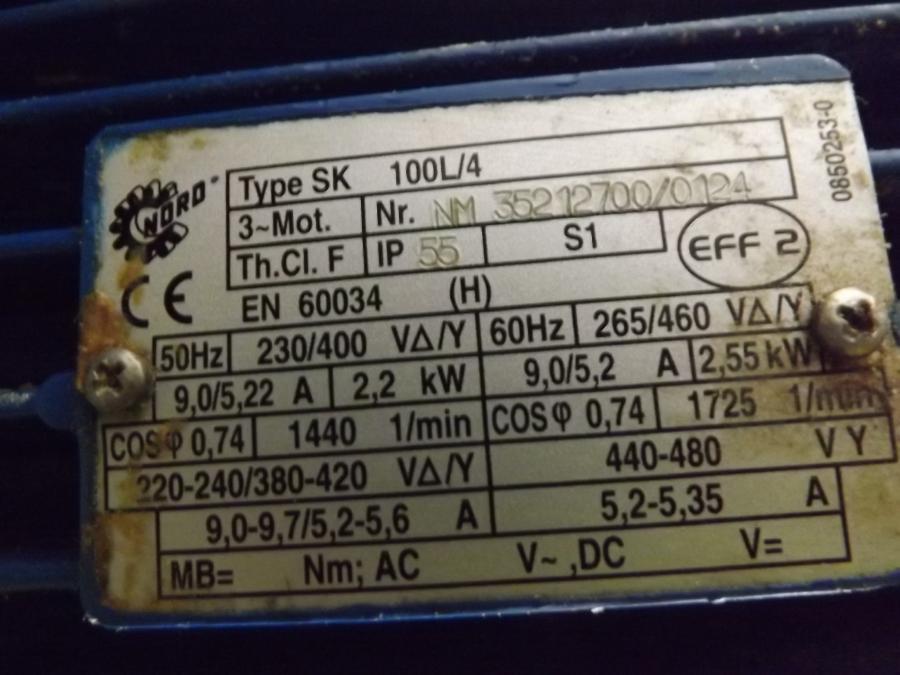 NORD
Type SK 100L/4
3~Mot. Nr. NM 35212700/0124
Th.Cl. F IP 55 S1 EFF 2
CE EN 60034 (H)
50Hz 230/400 VΔ/Y 60Hz 265/460 VΔ/Y
9,0/5,22 A 2,2 kW 9,0/5,2 A 2,55 kW
COSφ 0,74 1440 1/min COSφ 0,74 1725 1/min
220-240/380-420 VΔ/Y 440-480 V Y
9,0-9,7/5,2-5,6 A 5,2-5,35 A
MB= Nm; AC V~ ,DC V=
0850253-0